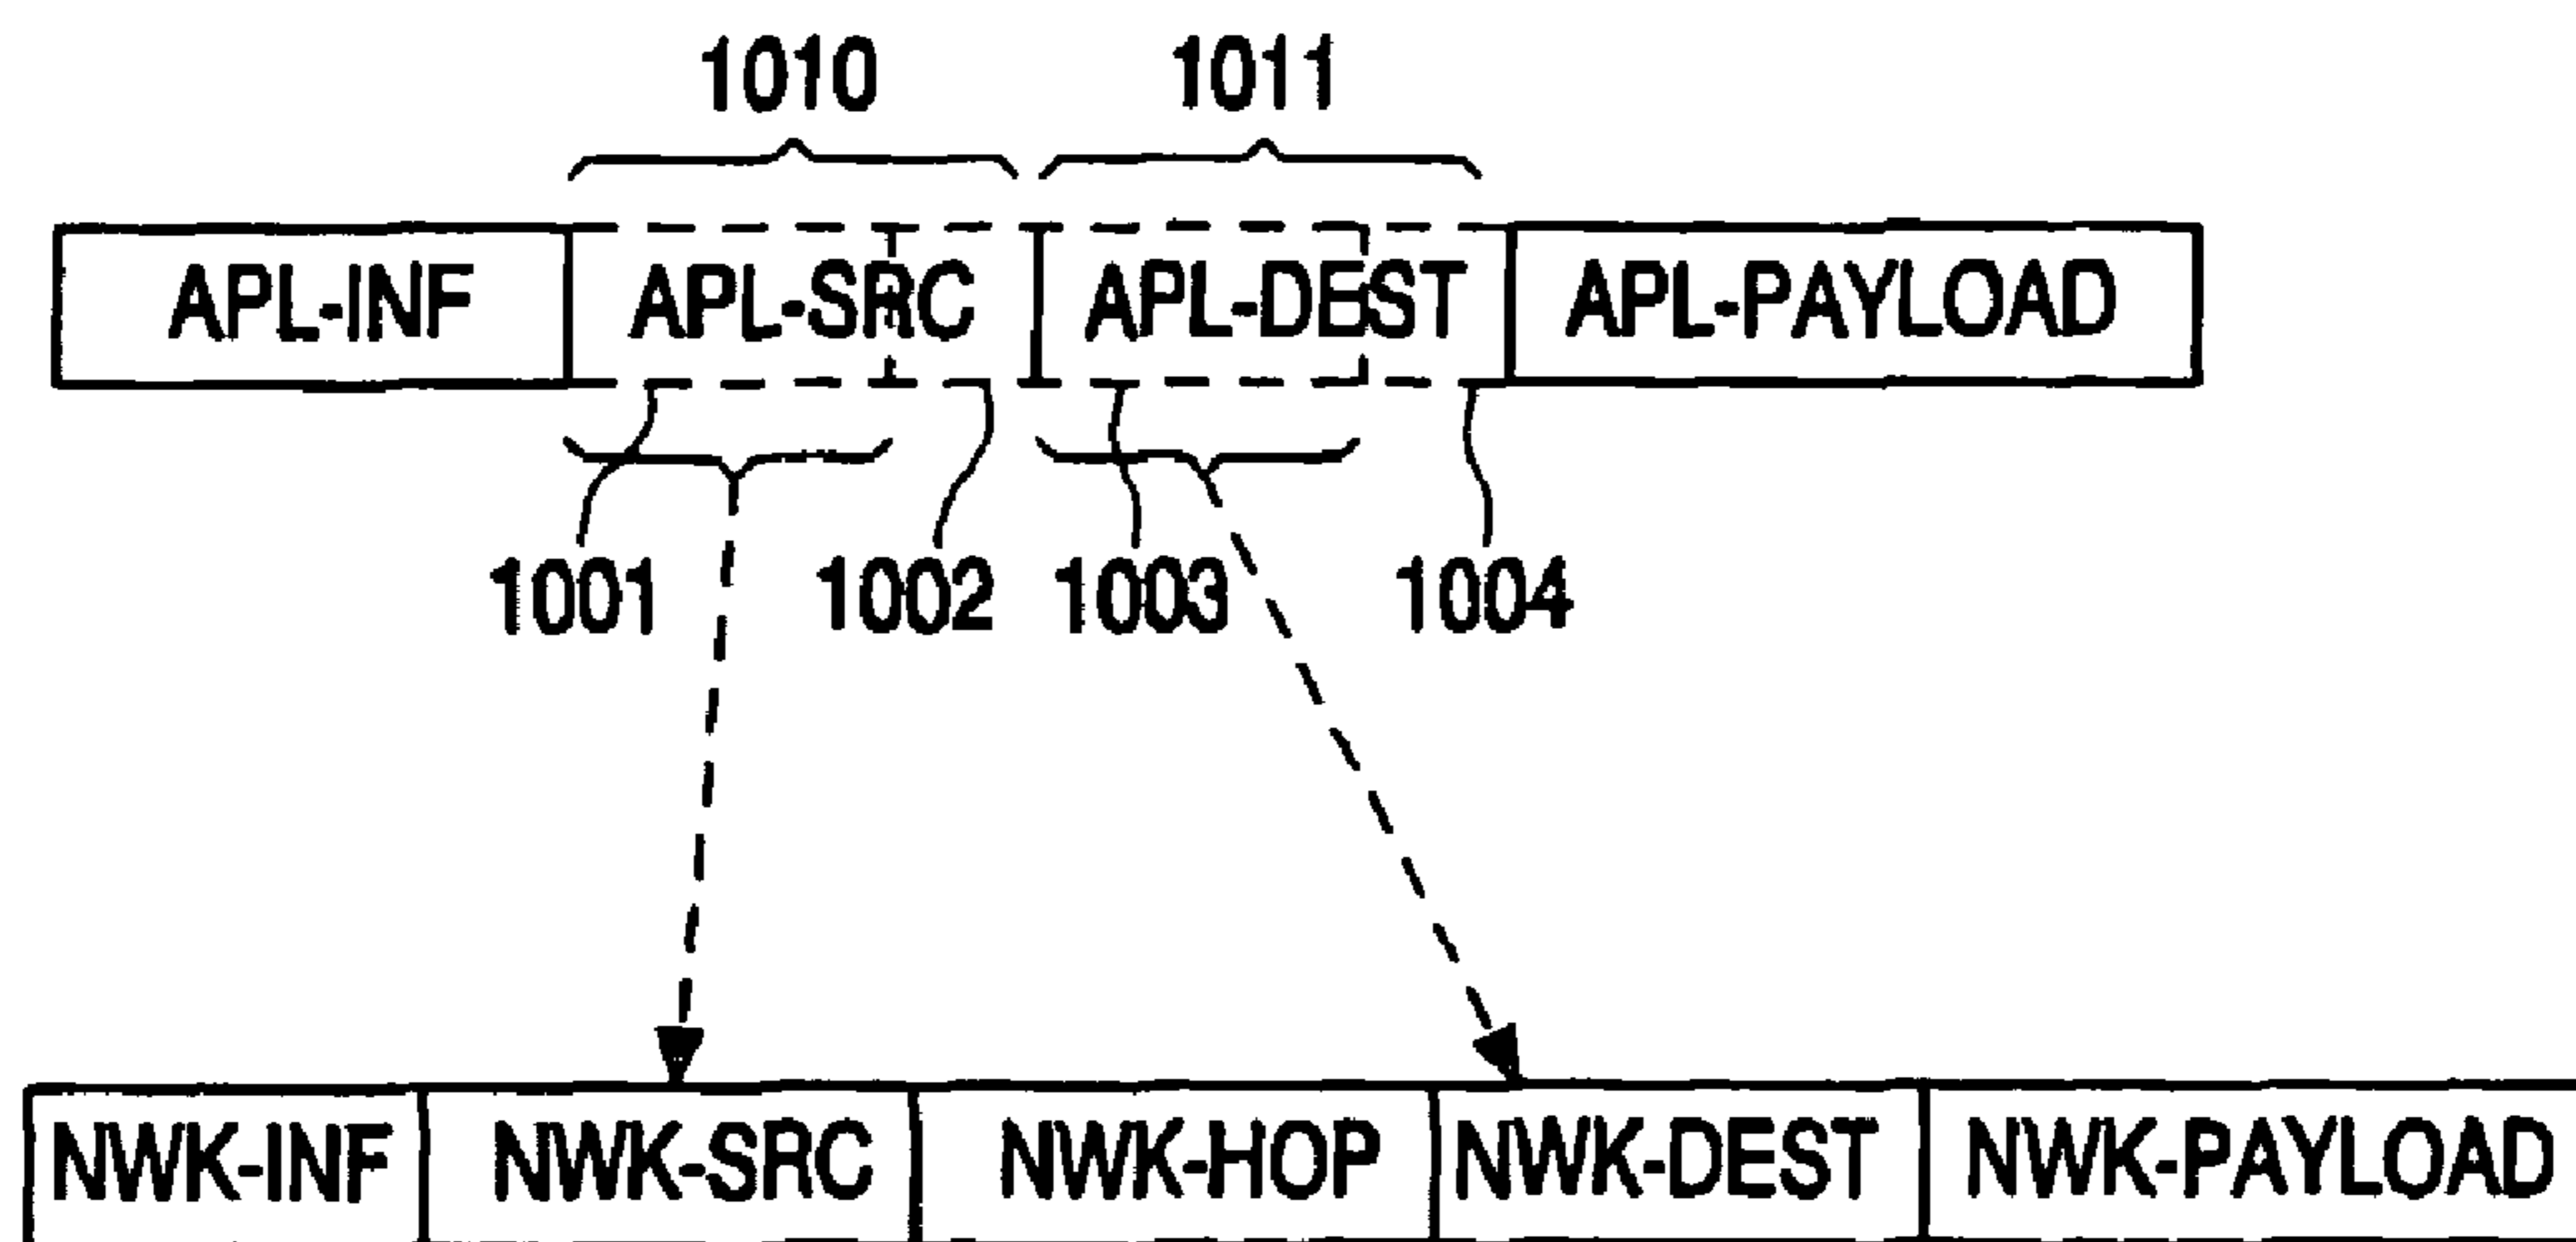 1010 1011
APL-INF APL-SRC APL-DEST APL-PAYLOAD
1001 1002 1003 1004
NWK-INF NWK-SRC NWK-HOP NWK-DEST NWK-PAYLOAD